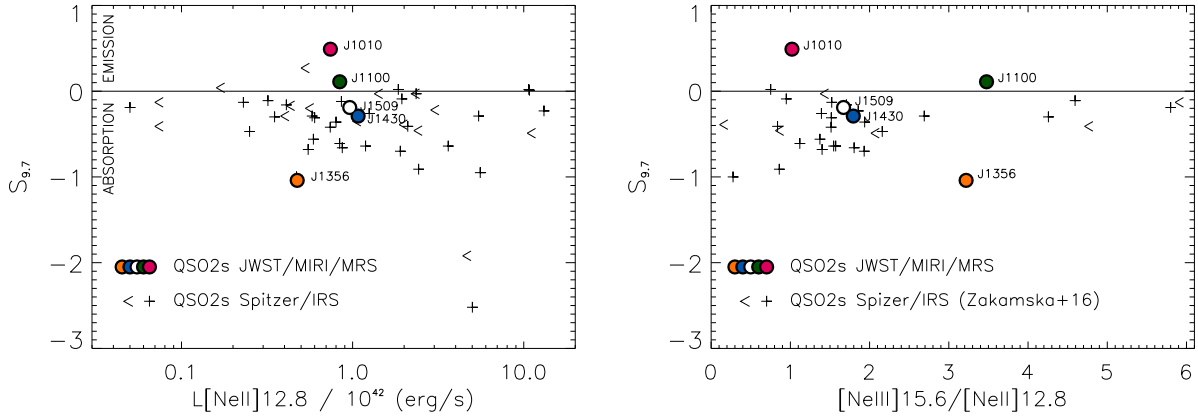 1
0
−1
−2
−3
S9.7
EMISSION
ABSORPTION
J1010
J1100
J1509
J1430
J1356
QSO2s JWST/MIRI/MRS
QSO2s Spitzer/IRS
0.1
1.0
10.0
L[NeII]12.8 / 10⁴² (erg/s)
1
0
−1
−2
−3
S9.7
J1010
J1100
J1509
J1430
J1356
QSO2s JWST/MIRI/MRS
QSO2s Spizer/IRS (Zakamska+16)
0
1
2
3
4
5
6
[NeIII]15.6/[NeII]12.8